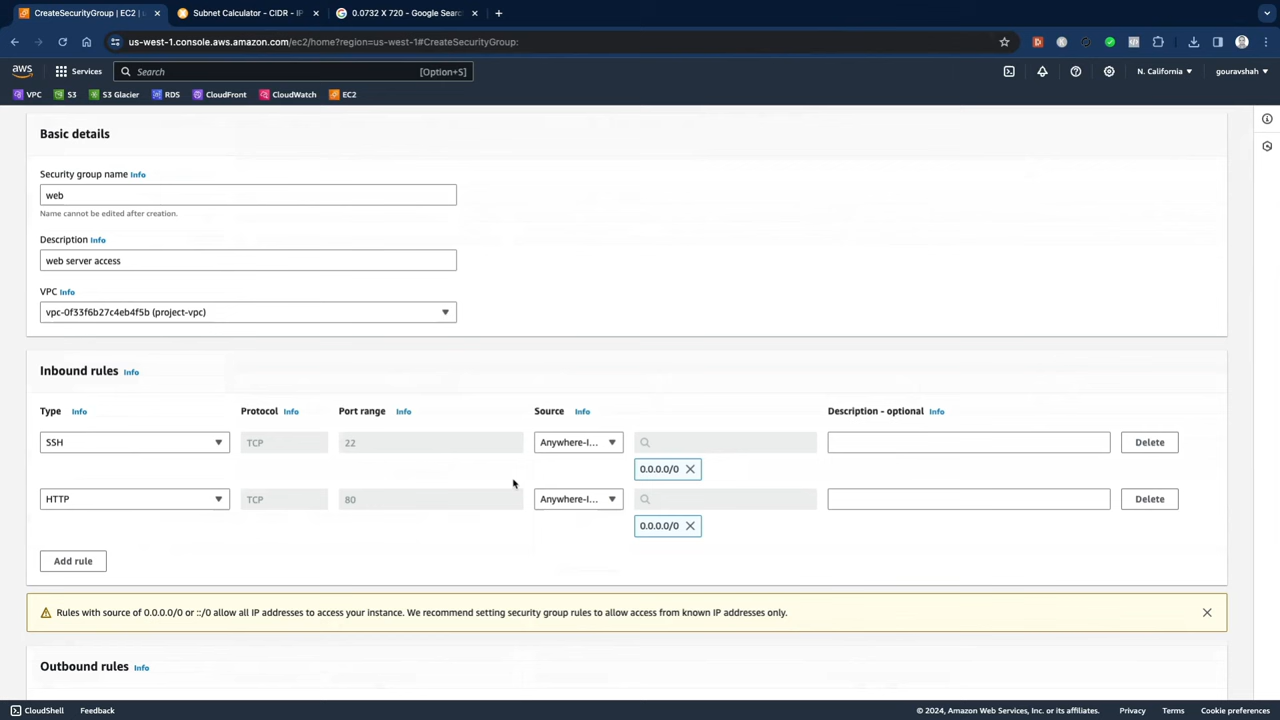 CreateSecurityGroup | EC2 | us
Subnet Calculator - CIDR - IP
0.0732 X 720 - Google Searc
us-west-1.console.aws.amazon.com/ec2/home?region=us-west-1#CreateSecurityGroup:
aws
Services
Search
[Option+S]
N. California
gouravshah
VPC
S3
S3 Glacier
RDS
CloudFront
CloudWatch
EC2
Basic details
Security group name Info
web
Name cannot be edited after creation.
Description Info
web server access
VPC Info
vpc-0f33f6b27c4eb4f5b (project-vpc)
Inbound rules Info
Type Info Protocol Info Port range Info Source Info Description - optional Info
SSH TCP 22 Anywhere-I... Delete
0.0.0.0/0
HTTP TCP 80 Anywhere-I... Delete
0.0.0.0/0
Add rule
Rules with source of 0.0.0.0/0 or ::/0 allow all IP addresses to access your instance. We recommend setting security group rules to allow access from known IP addresses only.
Outbound rules Info
CloudShell
Feedback
© 2024, Amazon Web Services, Inc. or its affiliates.
Privacy
Terms
Cookie preferences